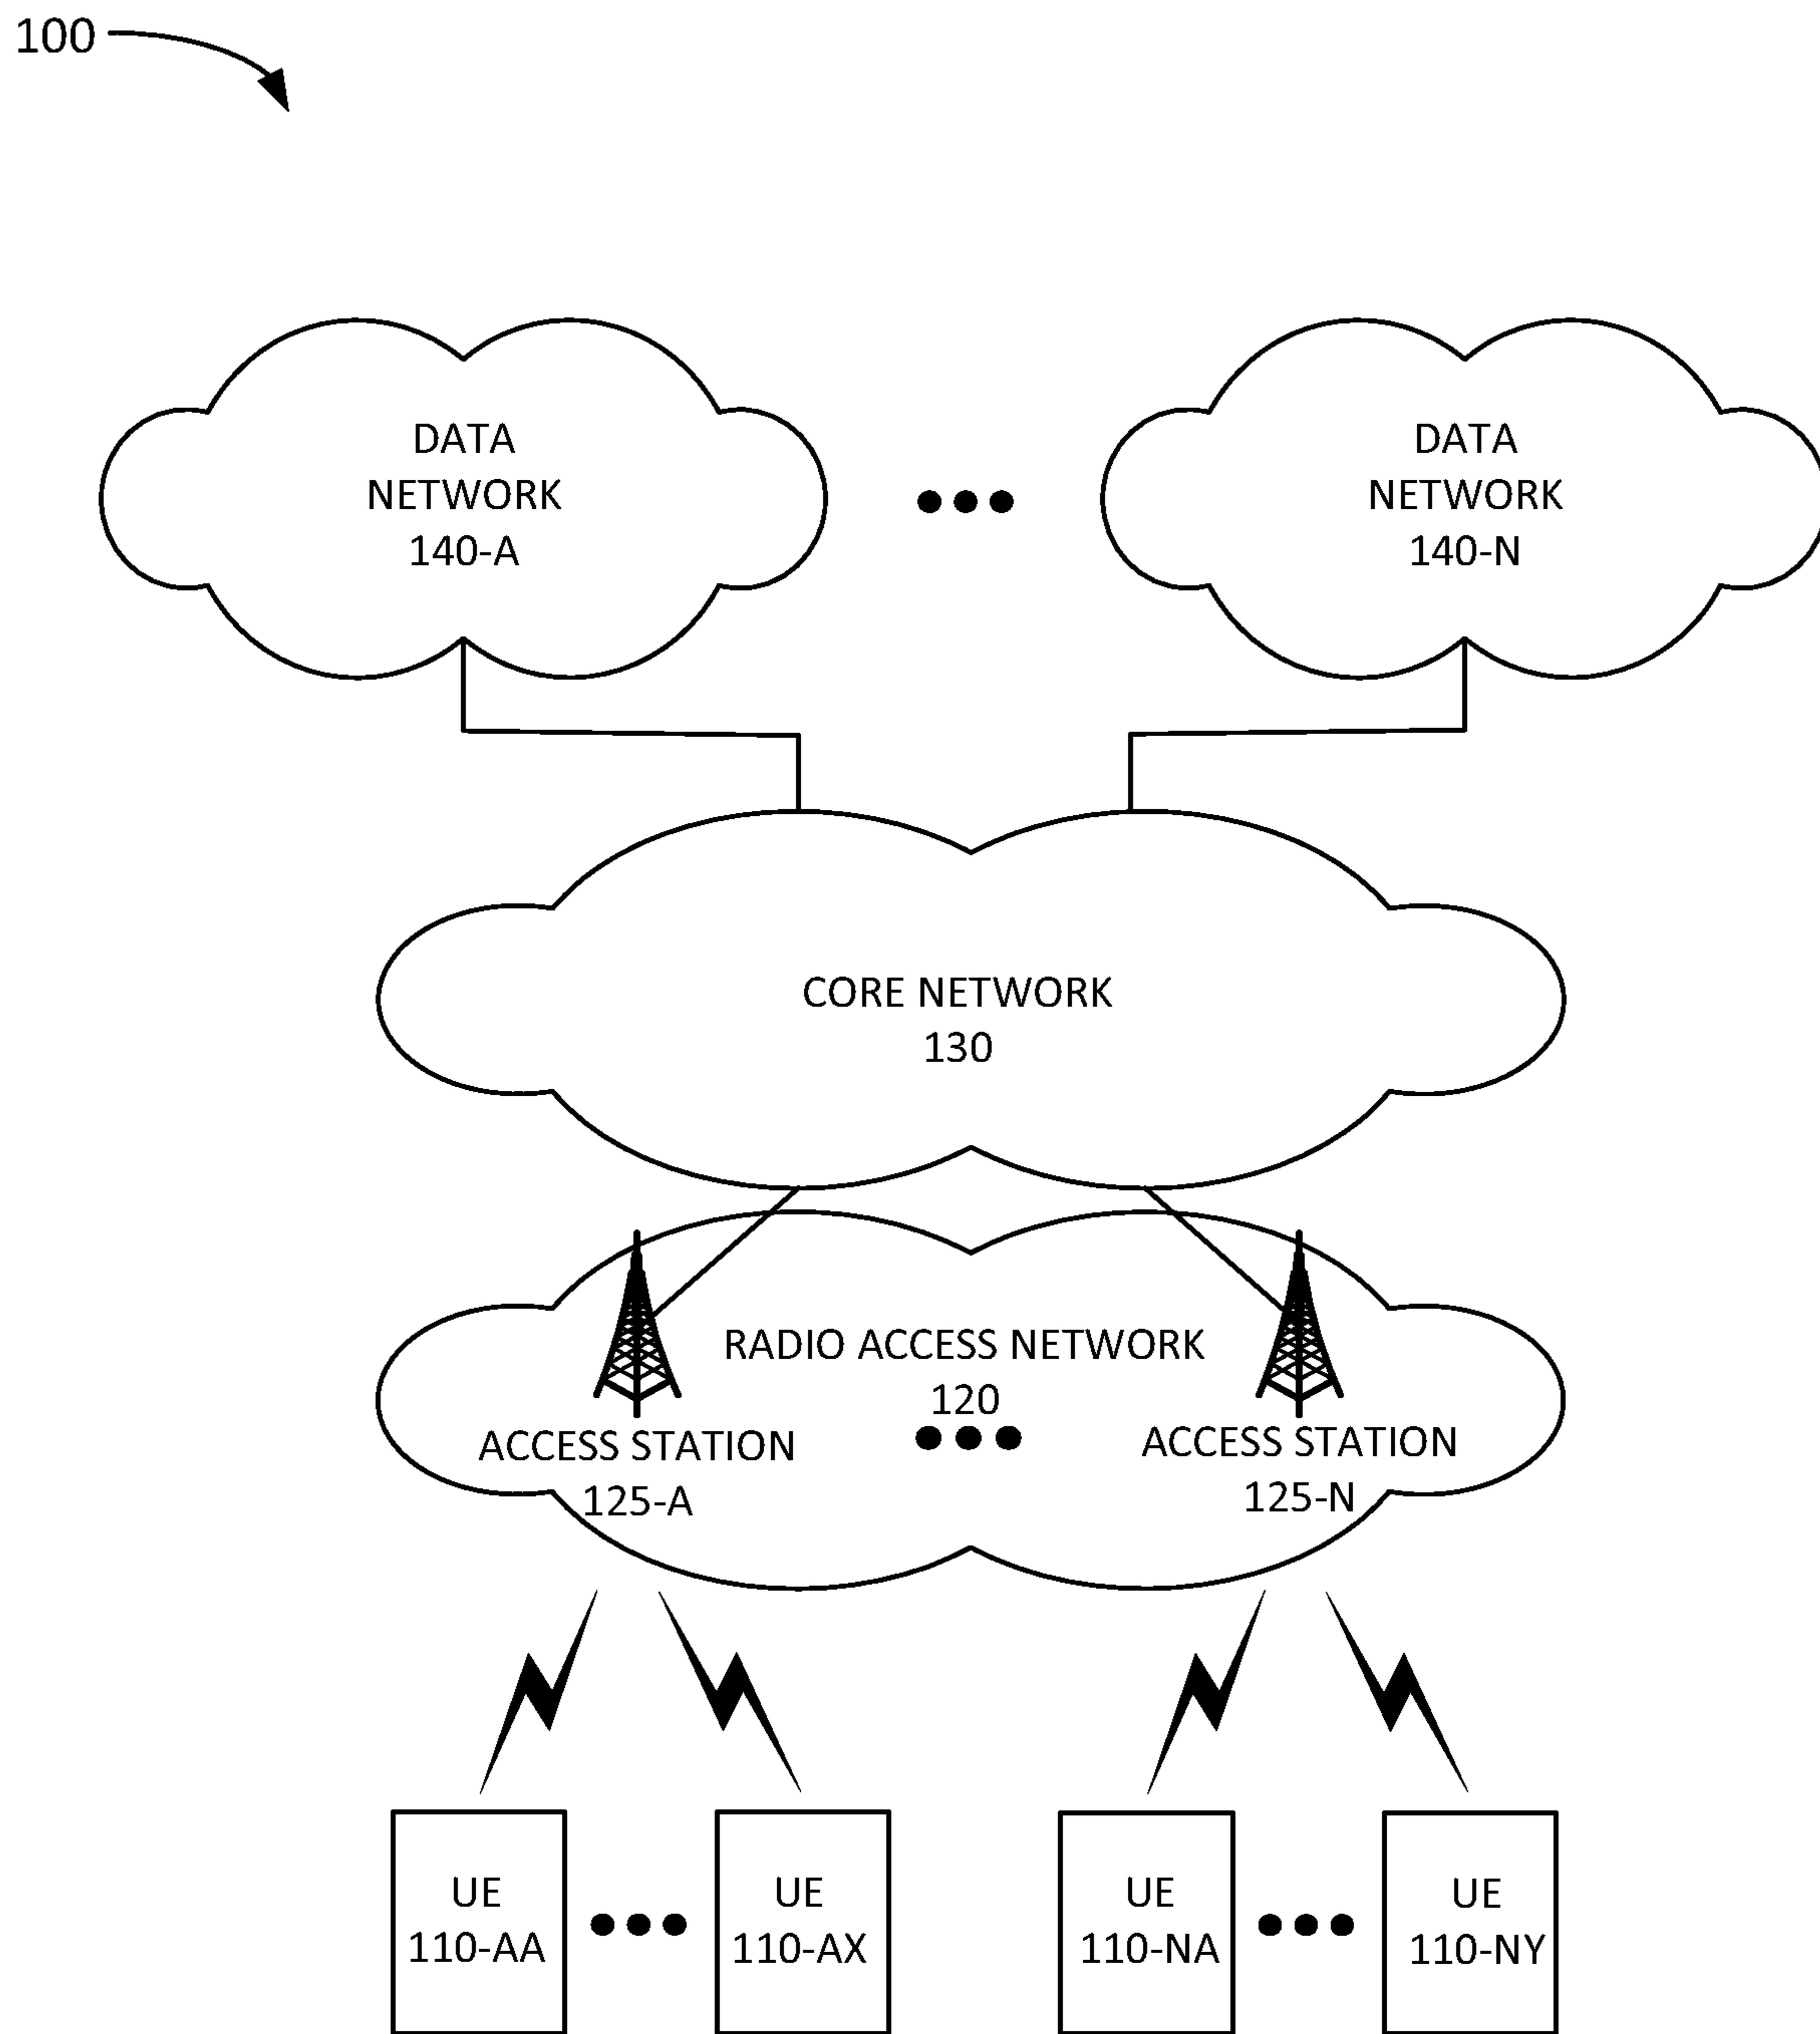 100
DATA
NETWORK
140-A
DATA
NETWORK
140-N
CORE NETWORK
130
RADIO ACCESS NETWORK
120
ACCESS STATION
125-A
ACCESS STATION
125-N
UE
110-AA
UE
110-AX
UE
110-NA
UE
110-NY